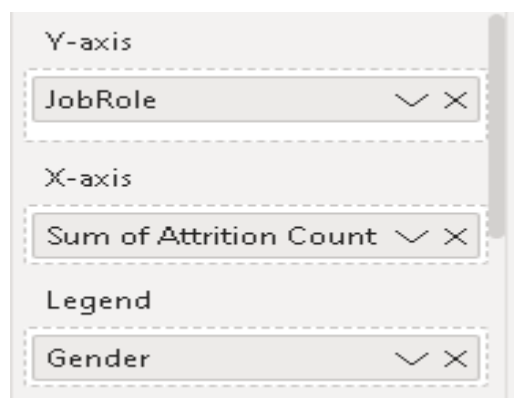 Y-axis
JobRole
X-axis
Sum of Attrition Count
Legend
Gender